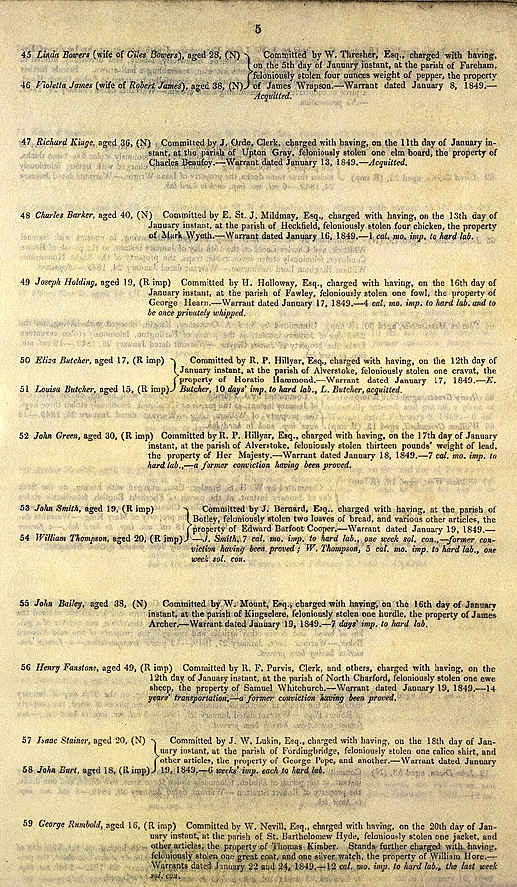 5
45 Linda Bowers (wife of Giles Bowers), aged 28, (N)
46 Violetta James (wife of Robert James), aged 38, (N)
Committed by W. Thresher, Esq., charged with having,
on the 5th day of January instant, at the parish of Fareham,
feloniously stolen four ounces weight of pepper, the property
of James Wrapson.—Warrant dated January 8, 1849.—
Acquitted.
47 Richard Kinge, aged 36, (N) Committed by J. Orde, Clerk, charged with having, on the 11th day of January in-
stant, at the parish of Upton Gray, feloniously stolen one elm board, the property of
Charles Beaufoy.—Warrant dated January 13, 1849.—Acquitted.
48 Charles Barker, aged 40, (N) Committed by E. St. J. Mildmay, Esq., charged with having, on the 13th day of
January instant, at the parish of Heckfield, feloniously stolen four chicken, the property
of Mark Wyeth.—Warrant dated January 16, 1849.—1 cal. mo. imp. to hard lab.
49 Joseph Holding, aged 19, (R imp) Committed by H. Holloway, Esq., charged with having, on the 16th day of
January instant, at the parish of Fawley, feloniously stolen one fowl, the property of
George Hearn.—Warrant dated January 17, 1849.—4 cal. mo. imp. to hard lab. and to
be once privately whipped.
50 Eliza Butcher, aged 17, (R imp)
51 Louisa Butcher, aged 15, (R imp)
Committed by R. P. Hillyar, Esq., charged with having, on the 12th day of
January instant, at the parish of Alverstoke, feloniously stolen one cravat, the
property of Horatio Hammond.—Warrant dated January 17, 1849.—E.
Butcher, 10 days' imp. to hard lab., L. Butcher, acquitted.
52 John Green, aged 30, (R imp) Committed by R. P. Hillyar, Esq., charged with having, on the 17th day of January
instant, at the parish of Alverstoke, feloniously stolen thirteen pounds' weight of lead,
the property of Her Majesty.—Warrant dated January 18, 1849.—7 cal. mo. imp. to
hard lab.,—a former conviction having been proved.
53 John Smith, aged 19, (R imp)
54 William Thompson, aged 20, (R imp)
Committed by J. Bernard, Esq., charged with having, at the parish of
Botley, feloniously stolen two loaves of bread, and various other articles, the
property of Edward Barfoot Cooper.—Warrant dated January 19, 1849.—
—J. Smith, 7 cal. mo. imp. to hard lab., one week sol. con.,—former con-
viction having been proved; W. Thompson, 5 cal. mo. imp. to hard lab., one
week sol. con.
55 John Bailey, aged 38, (N) Committed by W. Mount, Esq., charged with having, on the 16th day of January
instant, at the parish of Kingsclere, feloniously stolen one hurdle, the property of James
Archer.—Warrant dated January 19, 1849.—7 days' imp. to hard lab.
56 Henry Fanstone, aged 49, (R imp) Committed by R. F. Purvis, Clerk, and others, charged with having, on the
12th day of January instant, at the parish of North Charford, feloniously stolen one ewe
sheep, the property of Samuel Whitchurch.—Warrant dated January 19, 1849.—14
years' transportation,—a former conviction having been proved.
57 Isaac Stainer, aged 20, (N)
58 John Burt, aged 18, (R imp)
Committed by J. W. Lukin, Esq., charged with having, on the 18th day of Jan-
uary instant, at the parish of Fordingbridge, feloniously stolen one calico shirt, and
other articles, the property of George Pope, and another.—Warrant dated January
19, 1849.—6 weeks' imp. each to hard lab.
59 George Rumbold, aged 16, (R imp) Committed by W. Nevill, Esq., charged with having, on the 20th day of Jan-
uary instant, at the parish of St. Bartholomew Hyde, feloniously stolen one jacket, and
other articles, the property of Thomas Kimber. Stands further charged with having,
feloniously stolen one great coat, and one silver watch, the property of William Hore.—
Warrants dated January 22 and 24, 1849.—12 cal. mo. imp. to hard lab., the last week
sol. con.